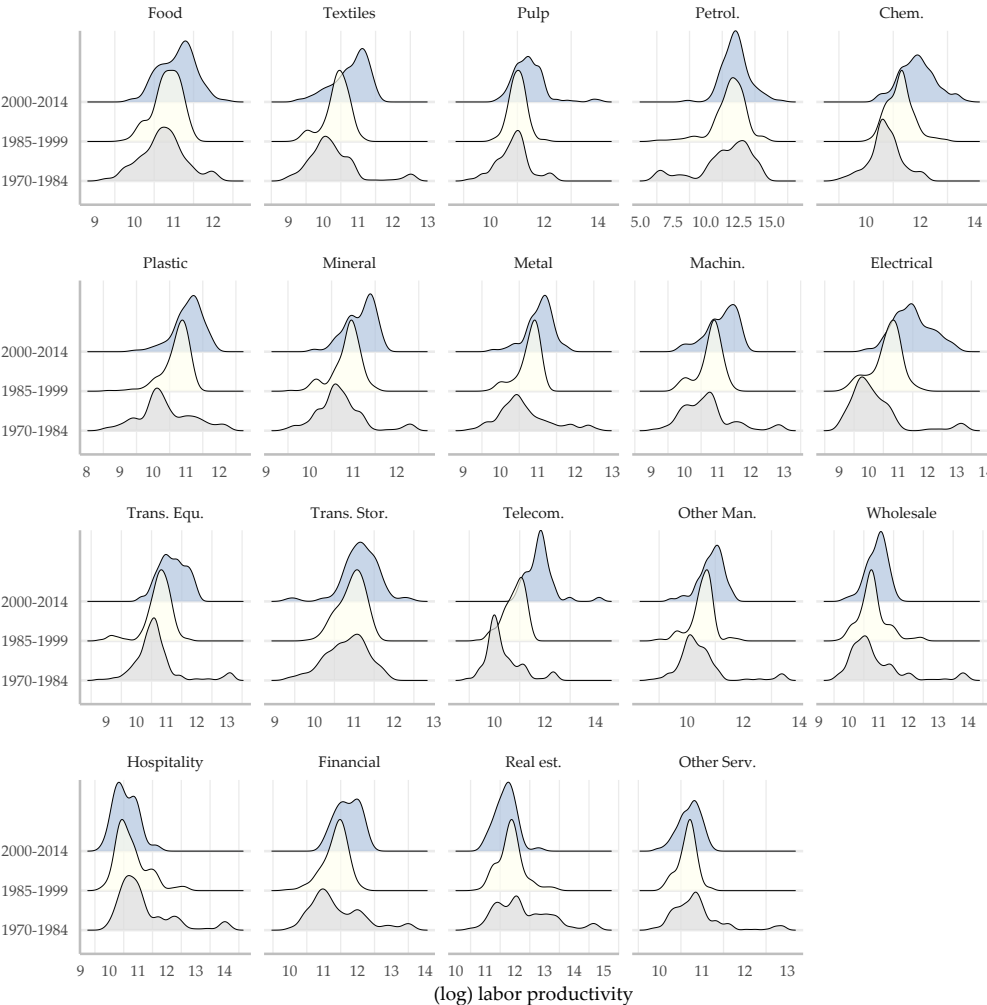 Food Textiles Pulp Petrol. Chem.
2000-2014
1985-1999
1970-1984
9 10 11 12 9 10 11 12 13 10 12 14 5.0 7.5 10.0 12.5 15.0 10 12 14
Plastic Mineral Metal Machin. Electrical
2000-2014
1985-1999
1970-1984
8 9 10 11 12 9 10 11 12 9 10 11 12 13 9 10 11 12 13 9 10 11 12 13 14
Trans. Equ. Trans. Stor. Telecom. Other Man. Wholesale
2000-2014
1985-1999
1970-1984
9 10 11 12 13 9 10 11 12 13 10 12 14 10 12 14 9 10 11 12 13 14
Hospitality Financial Real est. Other Serv.
2000-2014
1985-1999
1970-1984
9 10 11 12 13 14 10 11 12 13 14 10 11 12 13 14 15 10 11 12 13
(log) labor productivity